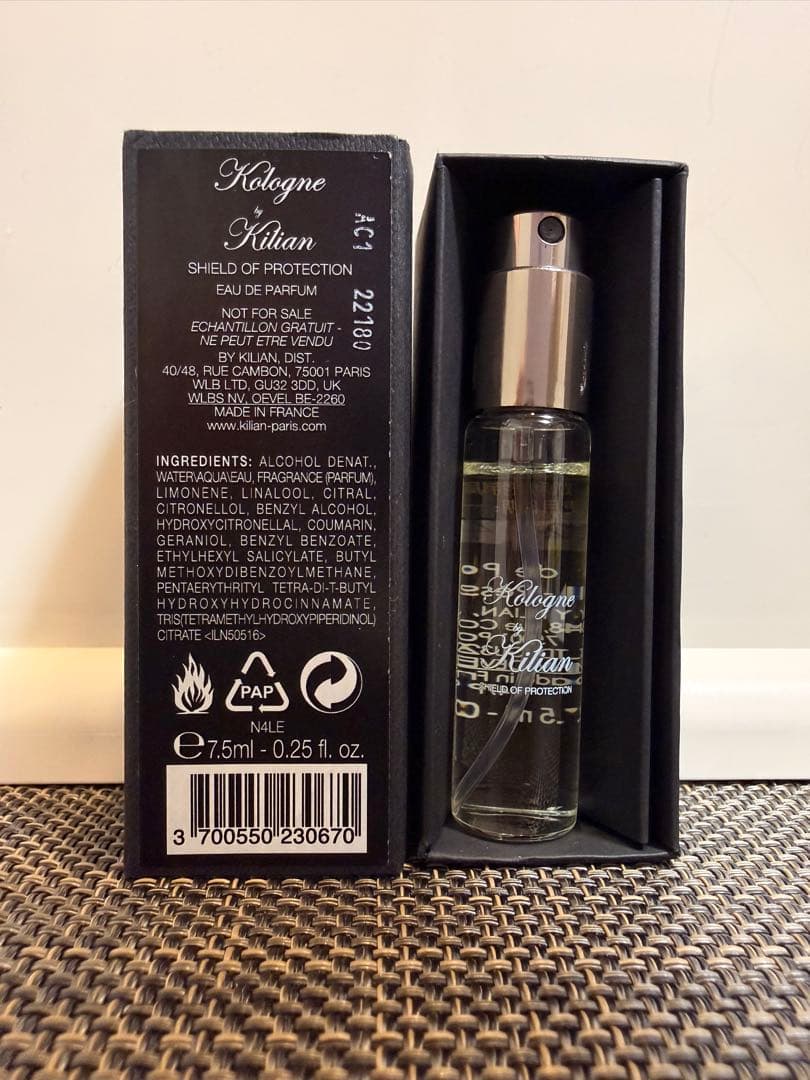 Kologne
by
Kilian
SHIELD OF PROTECTION
EAU DE PARFUM
NOT FOR SALE
ECHANTILLON GRATUIT -
NE PEUT ETRE VENDU
BY KILIAN, DIST.
40/48, RUE CAMBON, 75001 PARIS
WLB LTD, GU32 3DD, UK
WLBS NV, OEVEL BE-2260
MADE IN FRANCE
www.kilian-paris.com
AC1 22180
INGREDIENTS: ALCOHOL DENAT.,
WATER\AQUA\EAU, FRAGRANCE (PARFUM),
LIMONENE, LINALOOL, CITRAL,
CITRONELLOL, BENZYL ALCOHOL,
HYDROXYCITRONELLAL, COUMARIN,
GERANIOL, BENZYL BENZOATE,
ETHYLHEXYL SALICYLATE, BUTYL
METHOXYDIBENZOYLMETHANE,
PENTAERYTHRITYL TETRA-DI-T-BUTYL
HYDROXYHYDROCINNAMATE,
TRIS(TETRAMETHYLHYDROXYPIPERIDINOL)
CITRATE <ILN50516>
PAP
N4LE
℮7.5ml - 0.25 fl. oz.
3 700550 230670
Kologne
by
Kilian
SHIELD OF PROTECTION